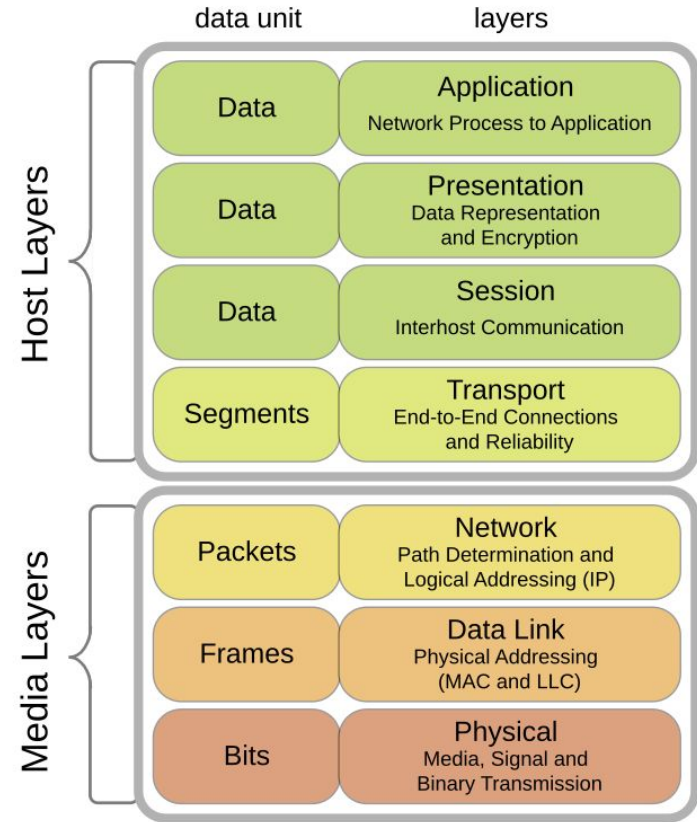 data unit
layers
Host Layers
Data
Application
Network Process to Application
Data
Presentation
Data Representation
and Encryption
Data
Session
Interhost Communication
Segments
Transport
End-to-End Connections
and Reliability
Media Layers
Packets
Network
Path Determination and
Logical Addressing (IP)
Frames
Data Link
Physical Addressing
(MAC and LLC)
Bits
Physical
Media, Signal and
Binary Transmission